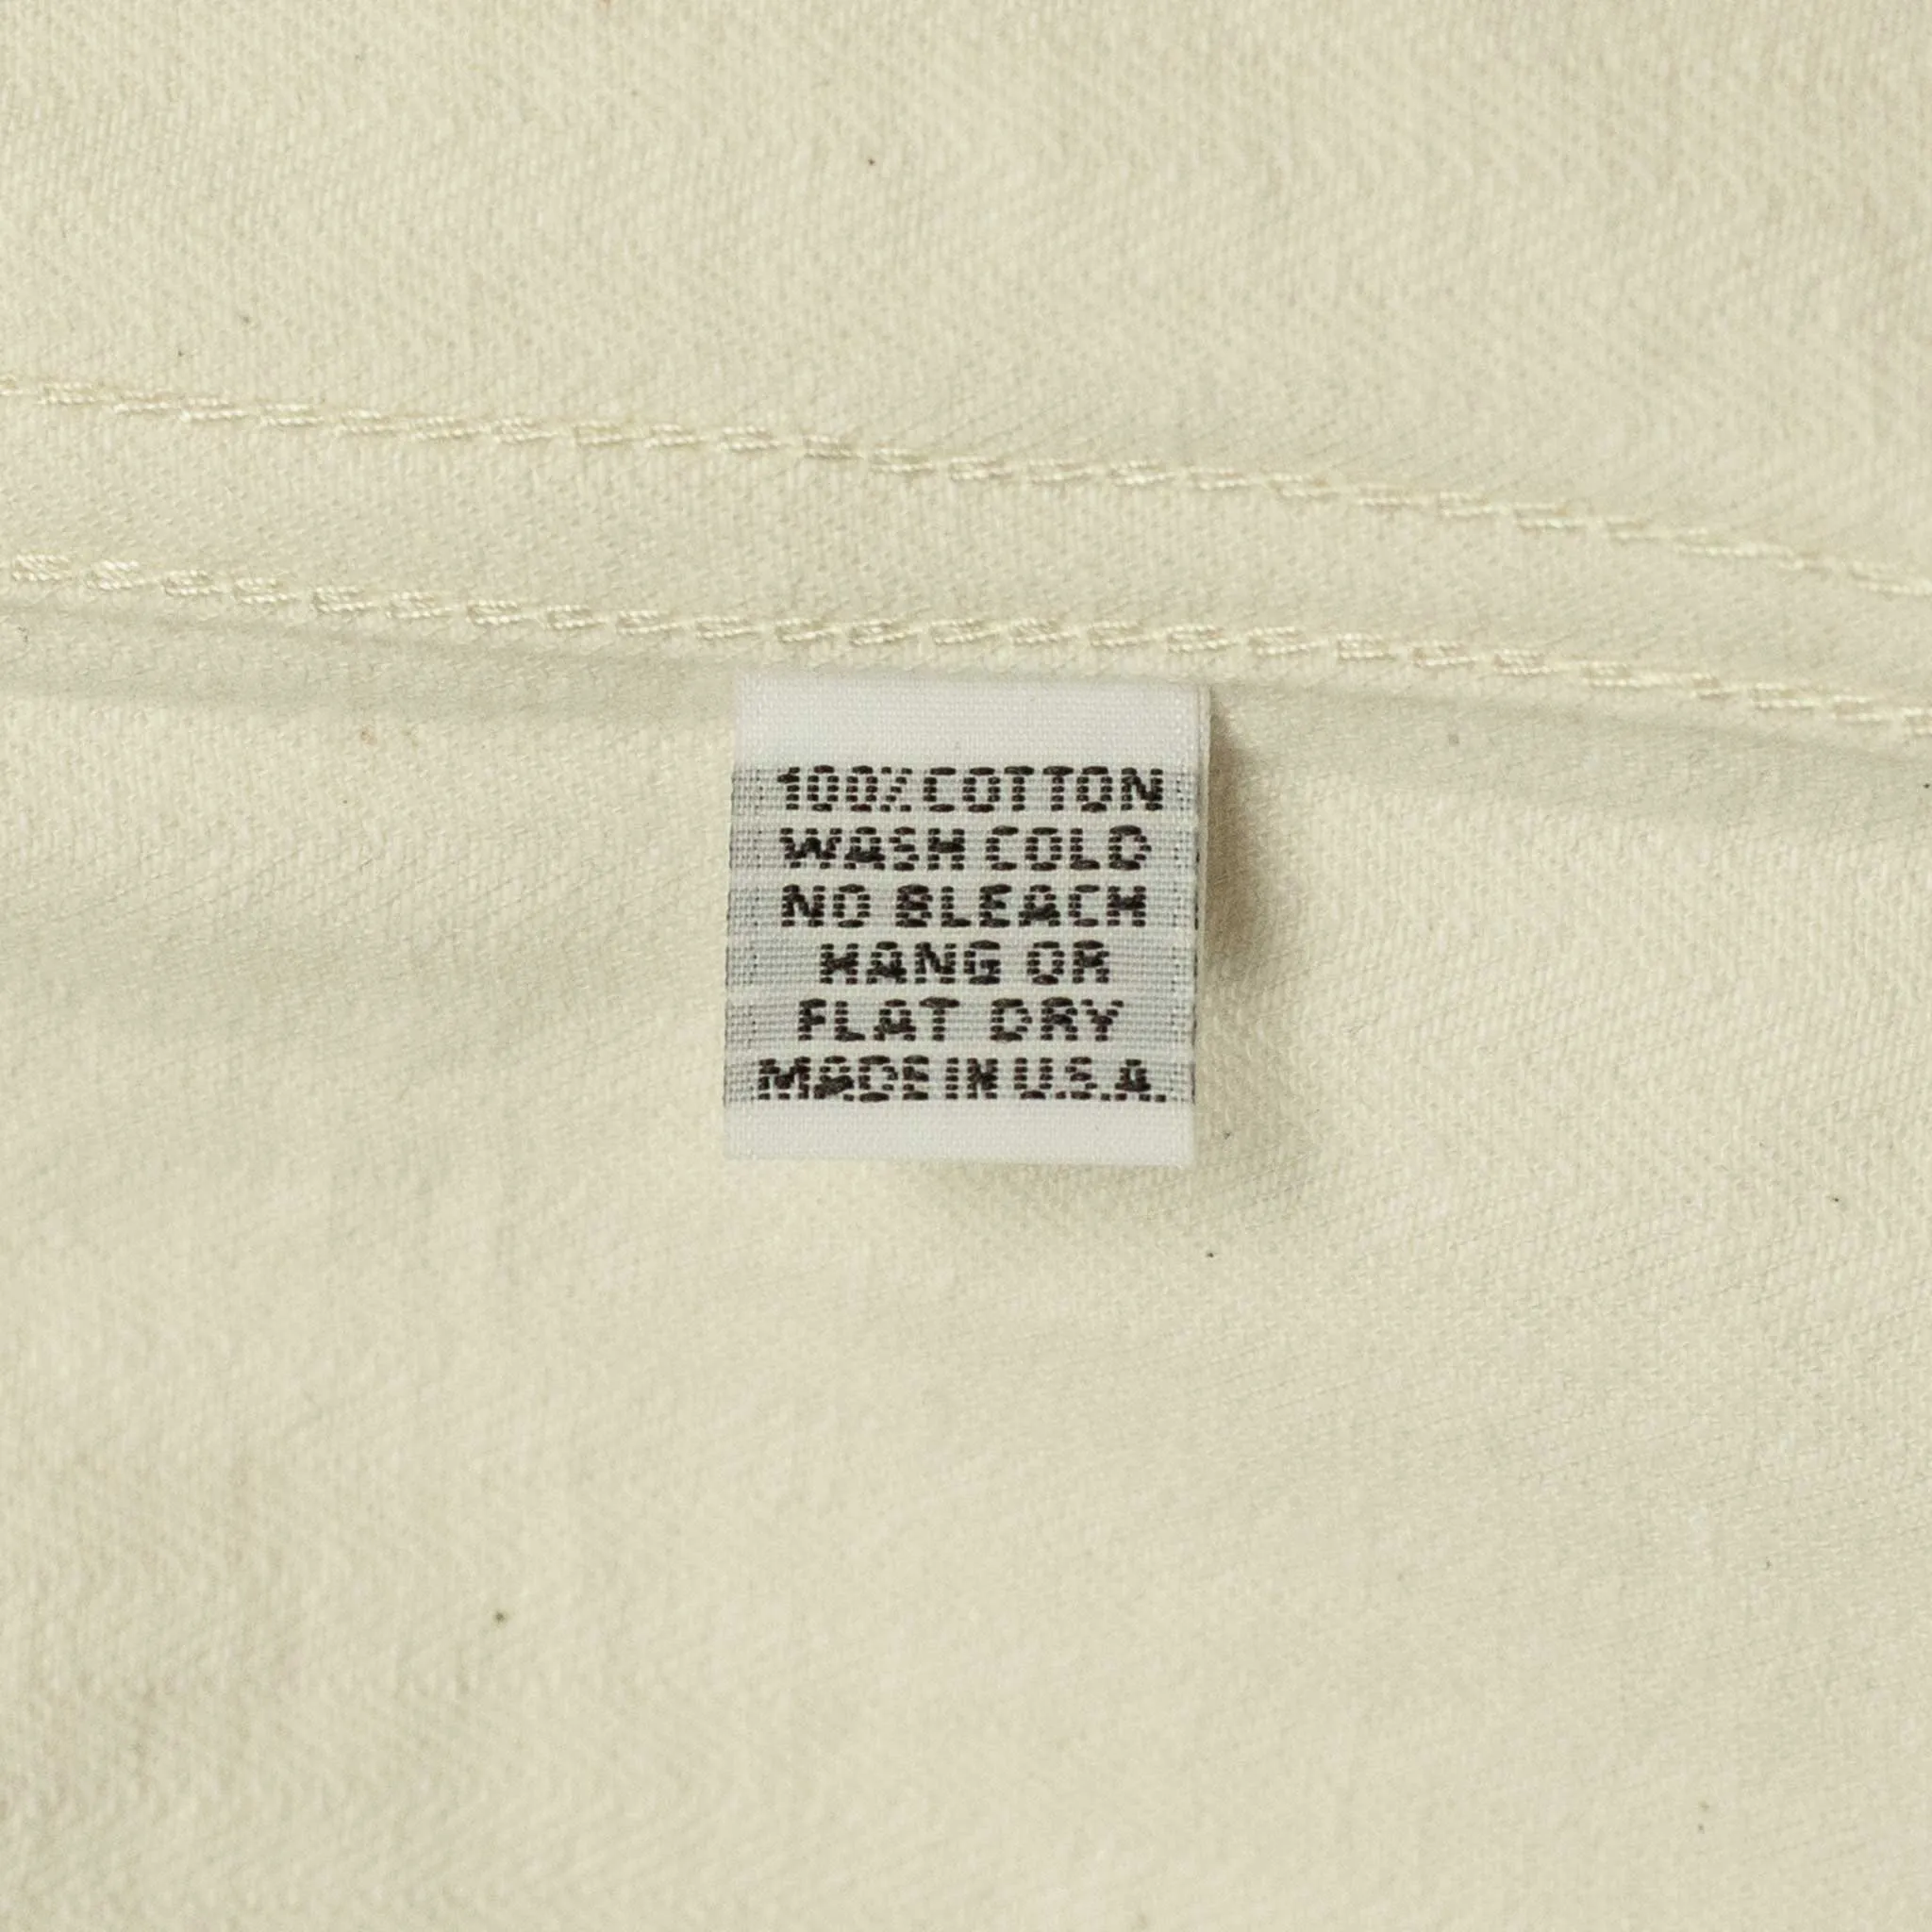 100% COTTON
WASH COLD
NO BLEACH
HANG OR
FLAT DRY
MADE IN U.S.A.